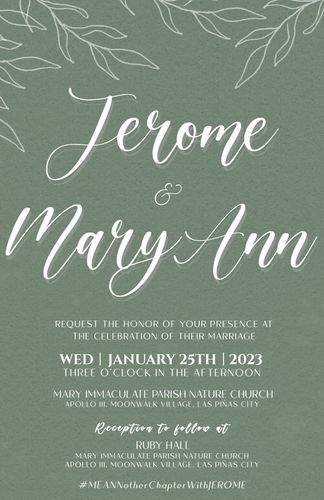 Jerome
&
MaryAnn
REQUEST THE HONOR OF YOUR PRESENCE AT
THE CELEBRATION OF THEIR MARRIAGE
WED | JANUARY 25TH | 2023
THREE O'CLOCK IN THE AFTERNOON
MARY IMMACULATE PARISH NATURE CHURCH
APOLLO III, MOONWALK VILLAGE, LAS PIÑAS CITY
Reception to follow at
RUBY HALL
MARY IMMACULATE PARISH NATURE CHURCH
APOLLO III, MOONWALK VILLAGE, LAS PIÑAS CITY
#MEANNotherChapterWithJEROME